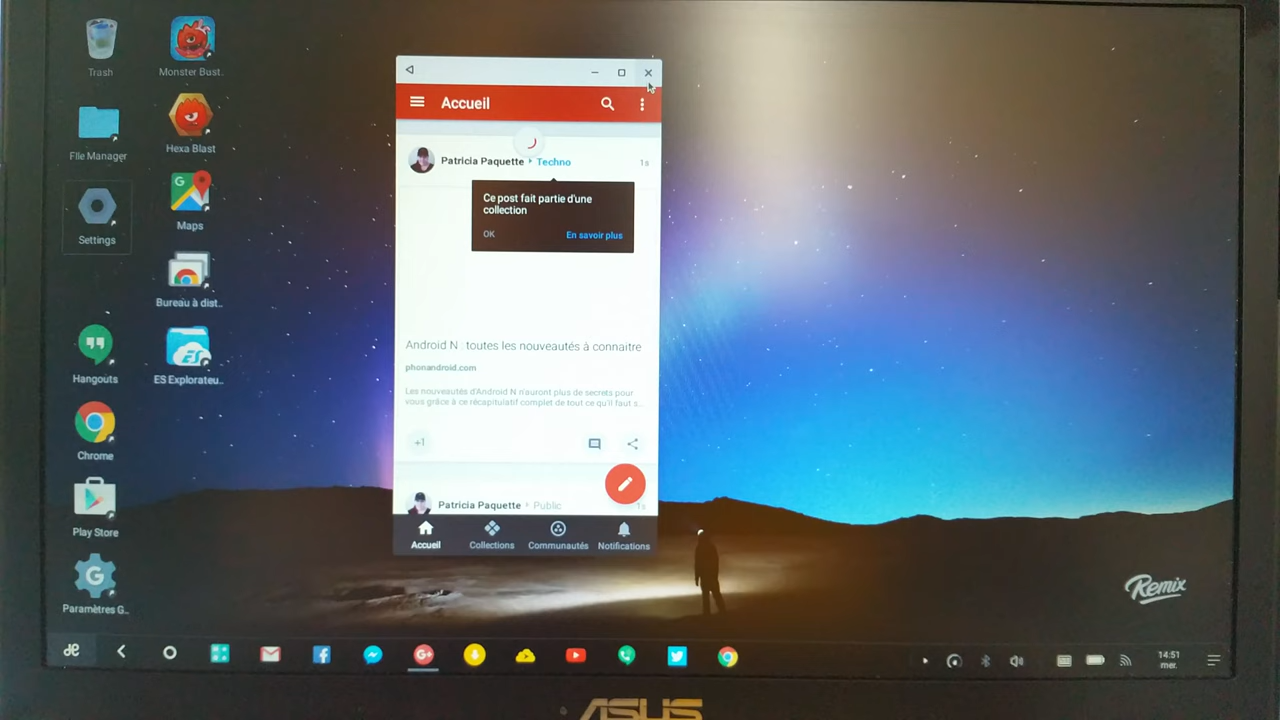 Trash
Monster Bust..
File Manager
Hexa Blast
Settings
Maps
Bureau à dist..
Hangouts
ES Explorateu..
Chrome
Play Store
Paramètres G..
Accueil
Patricia Paquette Techno
1s
Ce post fait partie d'une
collection
OK
En savoir plus
Android N : toutes les nouveautés à connaitre
phonandroid.com
Les nouveautés d'Android N n'auront plus de secrets pour
vous grâce à ce récapitulatif complet de tout ce qu'il faut s...
+1
Patricia Paquette Public
1s
Accueil
Collections
Communautés
Notifications
Remix
14:51
mer.
ASUS